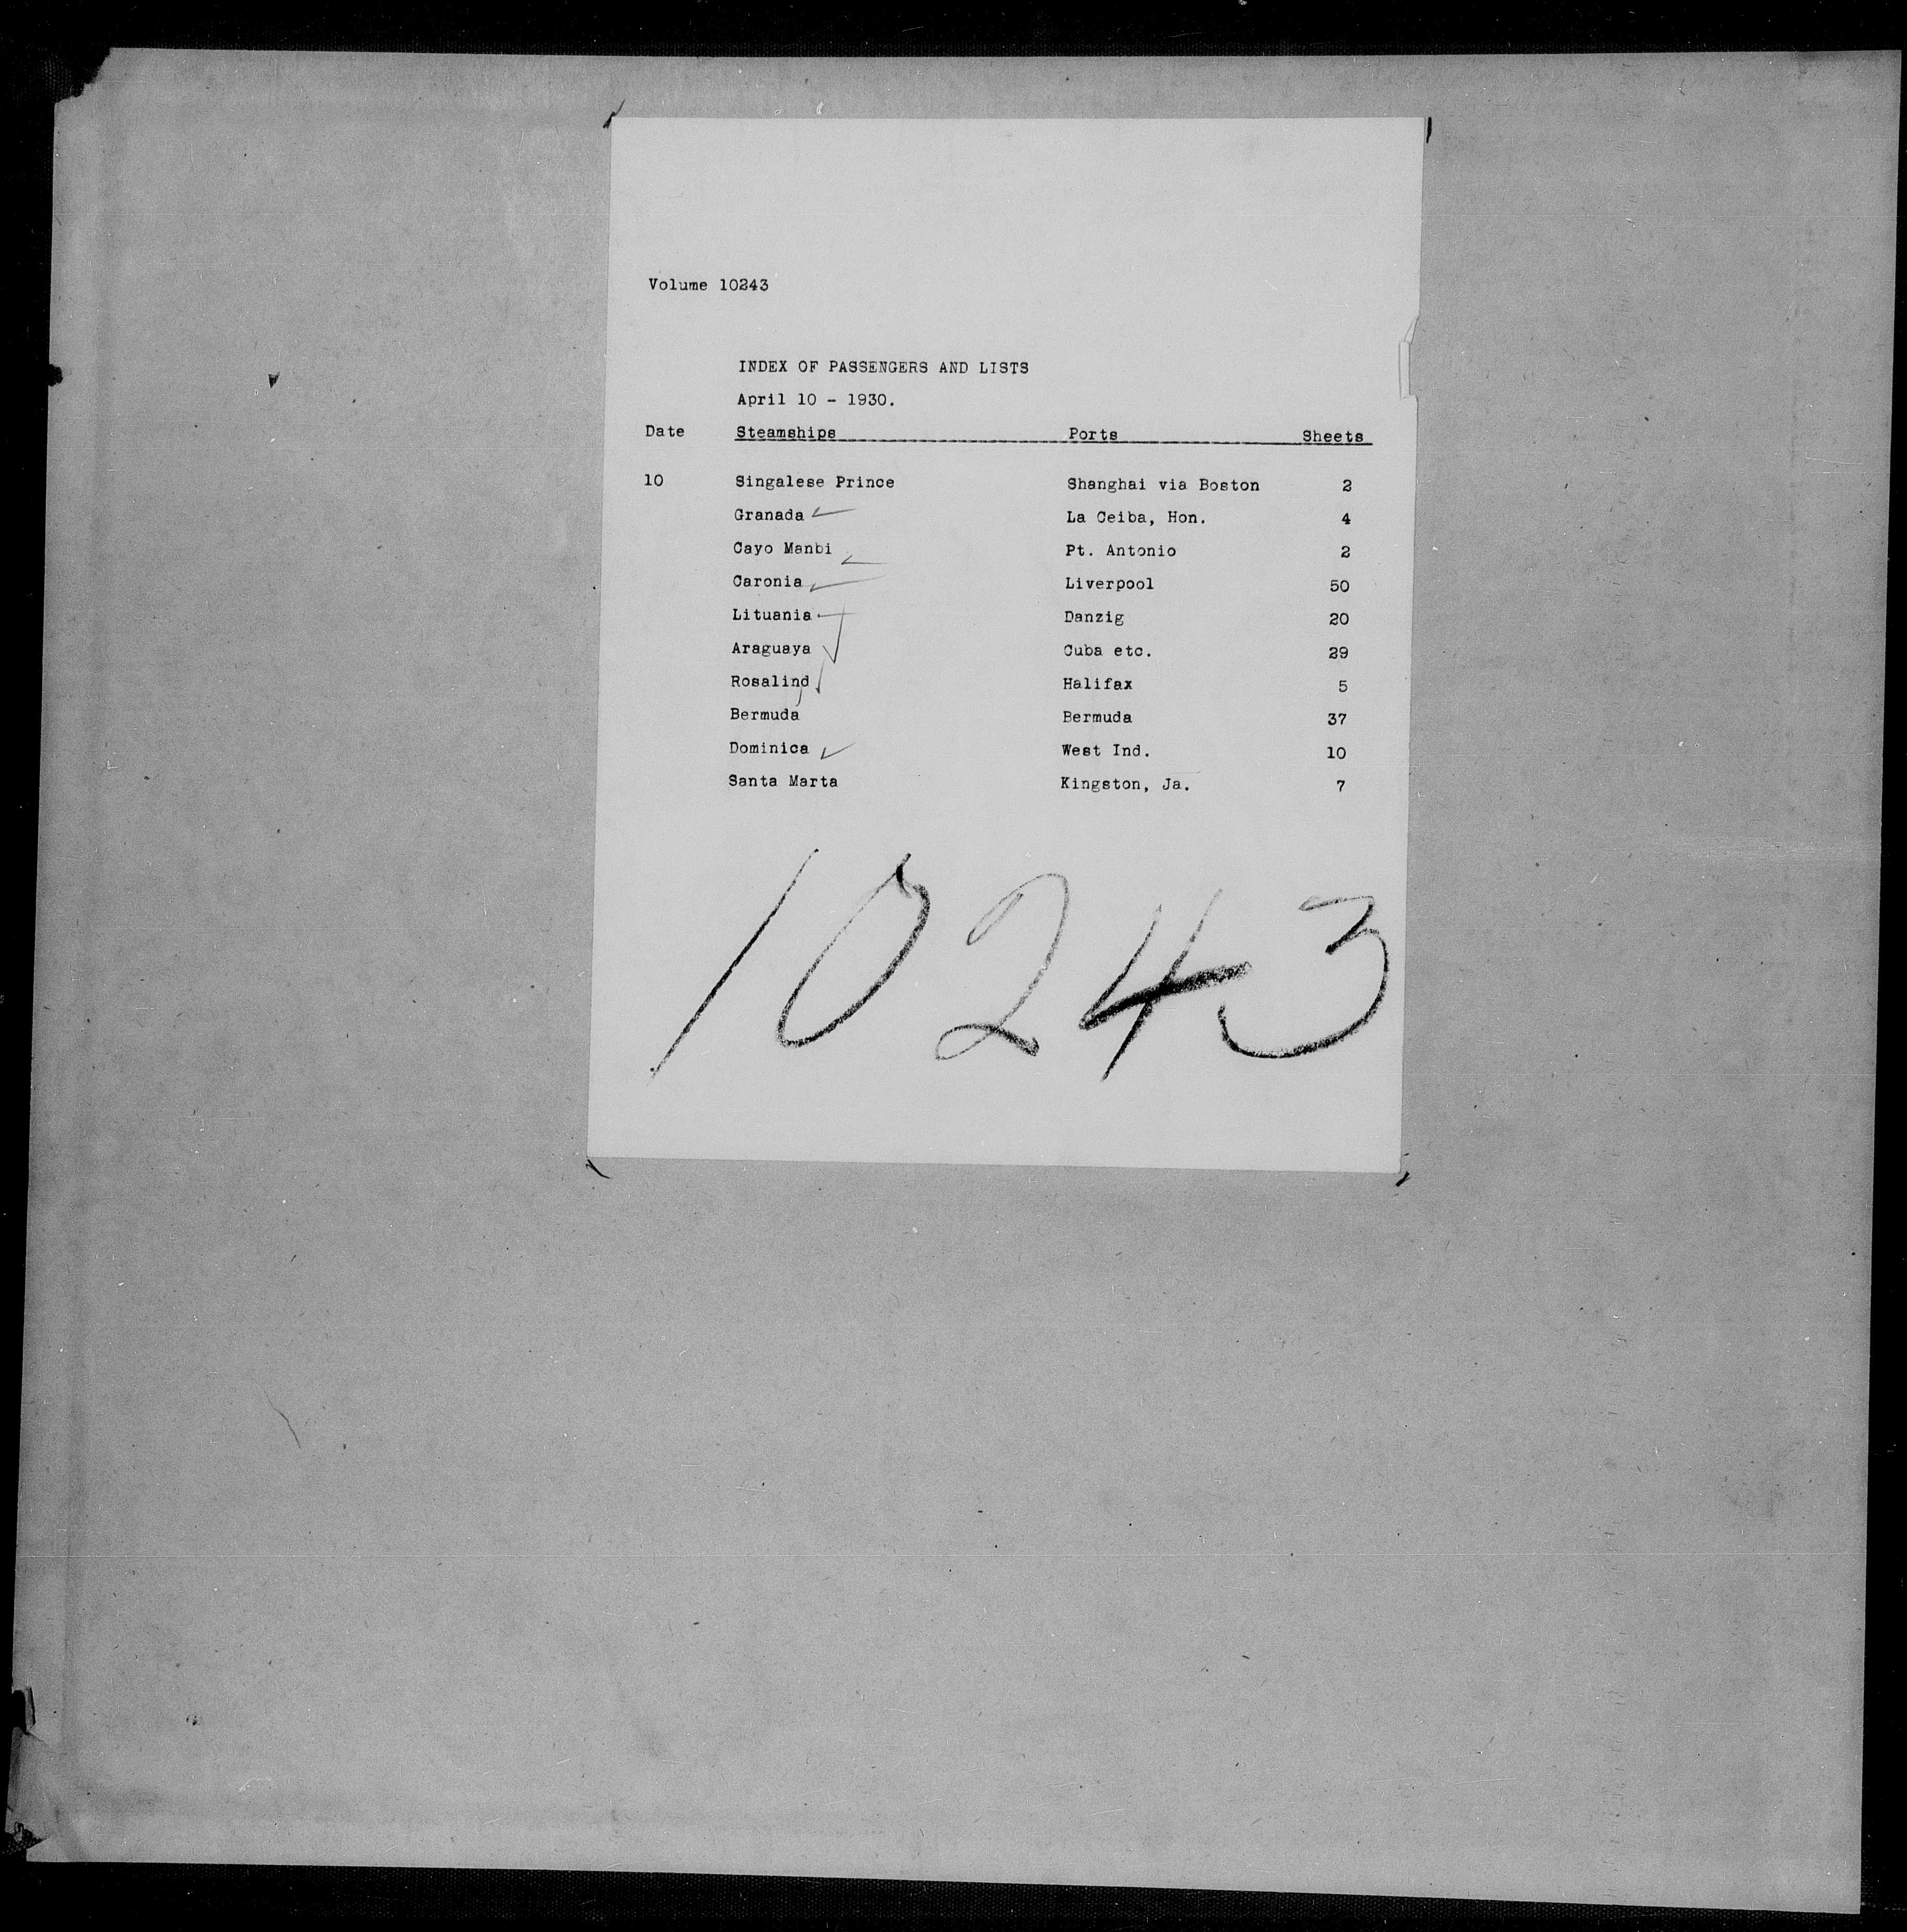 Volume 10243
INDEX OF PASSENGERS AND LISTS
April 10 - 1930.
Date Steamships Ports Sheets
10 Singalese Prince Shanghai via Boston 2
Granada La Ceiba, Hon. 4
Cayo Manbi Pt. Antonio 2
Caronia Liverpool 50
Lituania Danzig 20
Araguaya Cuba etc. 29
Rosalind Halifax 5
Bermuda Bermuda 37
Dominica West Ind. 10
Santa Marta Kingston, Ja. 7
10243